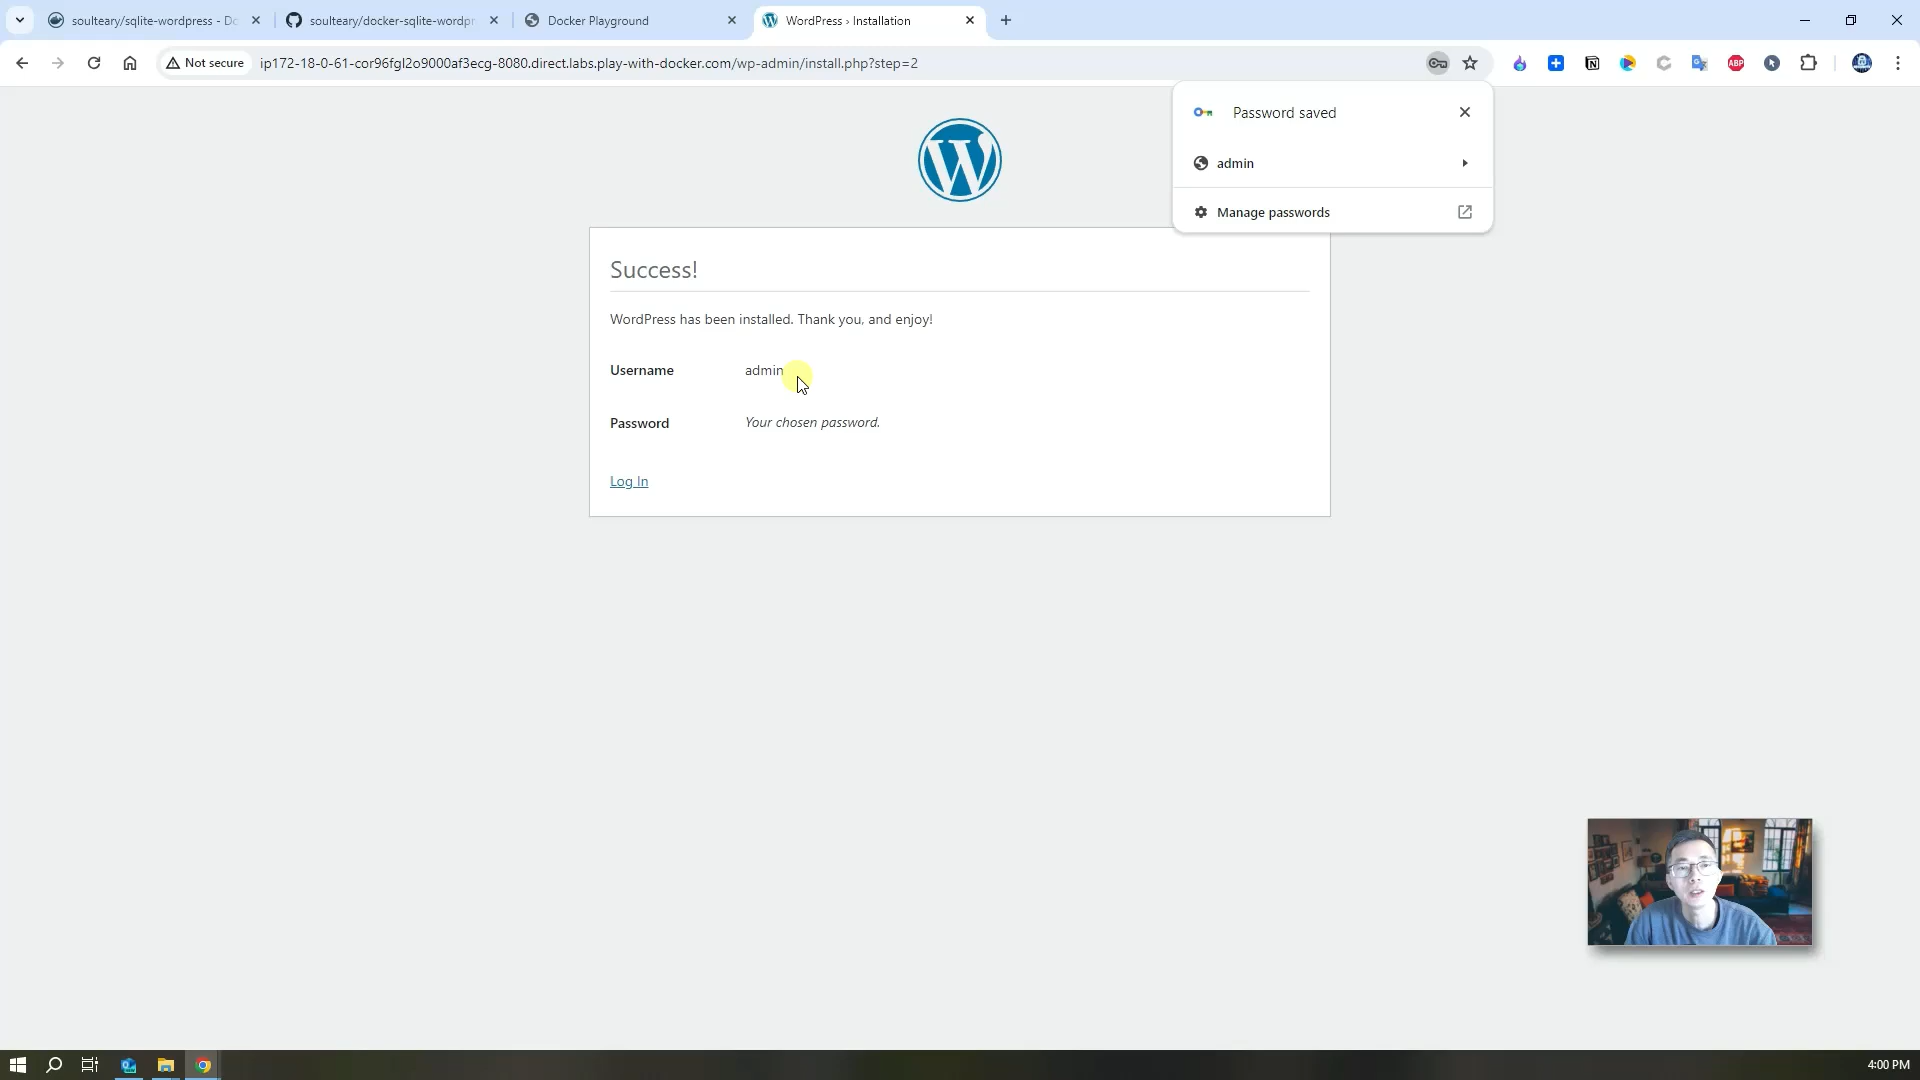 soulteary/sqlite-wordpress - Do
soulteary/docker-sqlite-wordpr
Docker Playground
WordPress › Installation
Not secure
ip172-18-0-61-cor96fgl2o9000af3ecg-8080.direct.labs.play-with-docker.com/wp-admin/install.php?step=2
ABP
Password saved
admin
Manage passwords
Success!
WordPress has been installed. Thank you, and enjoy!
Username admin
Password Your chosen password.
Log In
4:00 PM